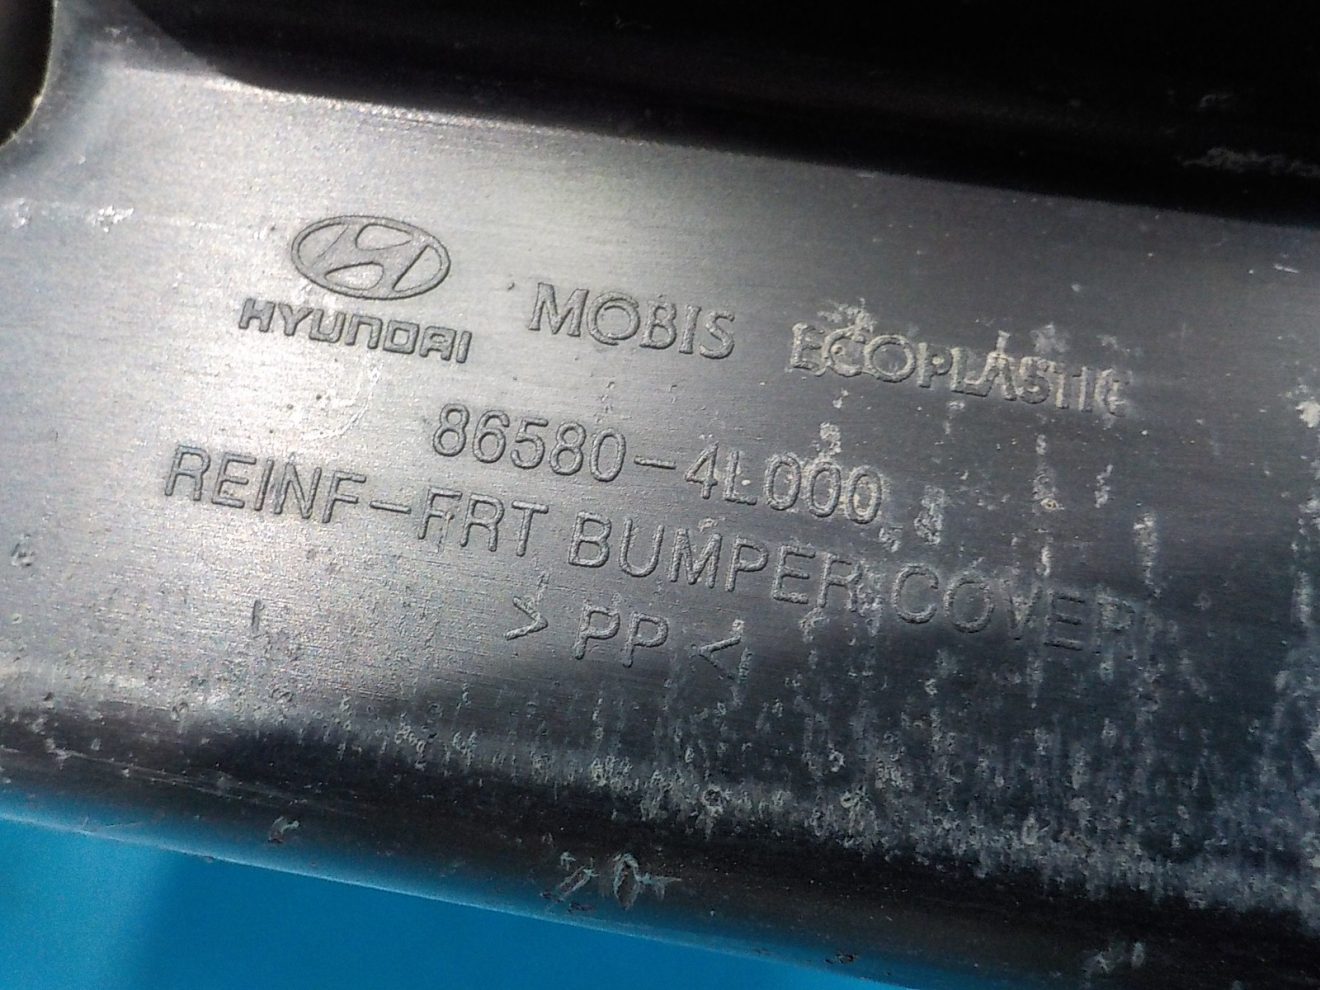 HYUNDAI MOBIS ECOPLASTIC
86580-4L000,
REINF-FRT BUMPER COVER
>PP<